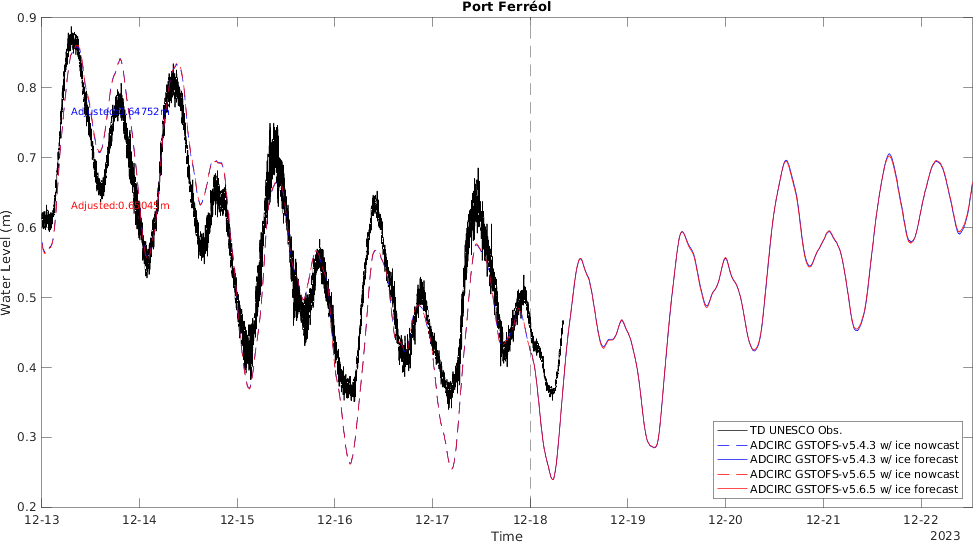 Port Ferréol
Water Level (m)
0.9
0.8
0.7
0.6
0.5
0.4
0.3
0.2
Adjusted:0.64752m
TD UNESCO Obs.
ADCIRC GSTOFS-v5.4.3 w/ ice nowcast
ADCIRC GSTOFS-v5.4.3 w/ ice forecast
ADCIRC GSTOFS-v5.6.5 w/ ice nowcast
ADCIRC GSTOFS-v5.6.5 w/ ice forecast
12-13 12-14 12-15 12-16 12-17 12-18 12-19 12-20 12-21 12-22
Time
2023